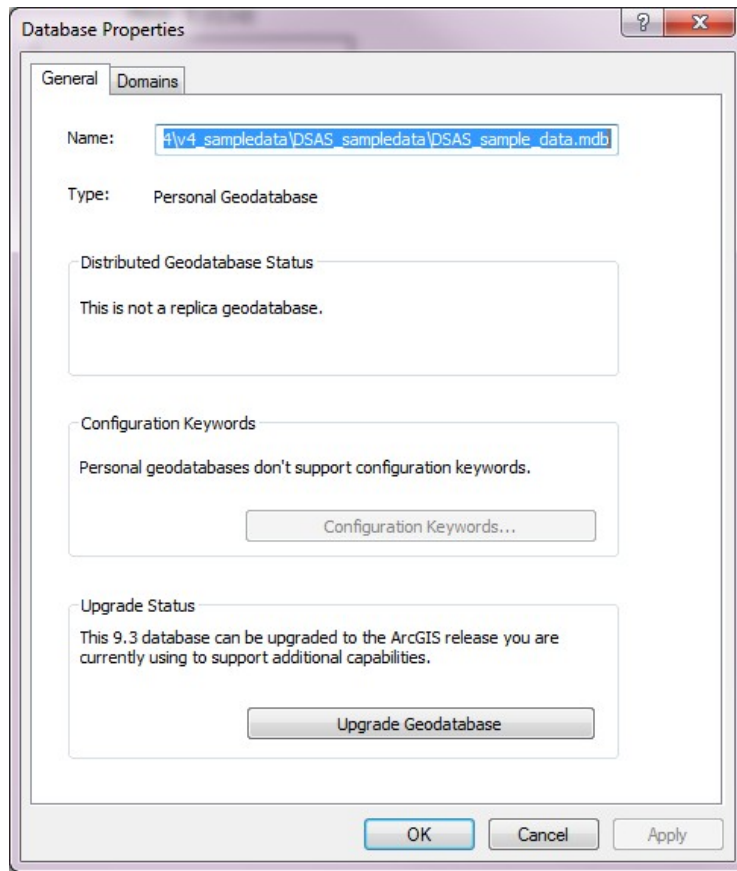 Database Properties
General Domains
Name: 4\v4_sampledata\DSAS_sampledata\DSAS_sample_data.mdb
Type: Personal Geodatabase
Distributed Geodatabase Status
This is not a replica geodatabase.
Configuration Keywords
Personal geodatabases don't support configuration keywords.
Configuration Keywords...
Upgrade Status
This 9.3 database can be upgraded to the ArcGIS release you are
currently using to support additional capabilities.
Upgrade Geodatabase
OK Cancel Apply